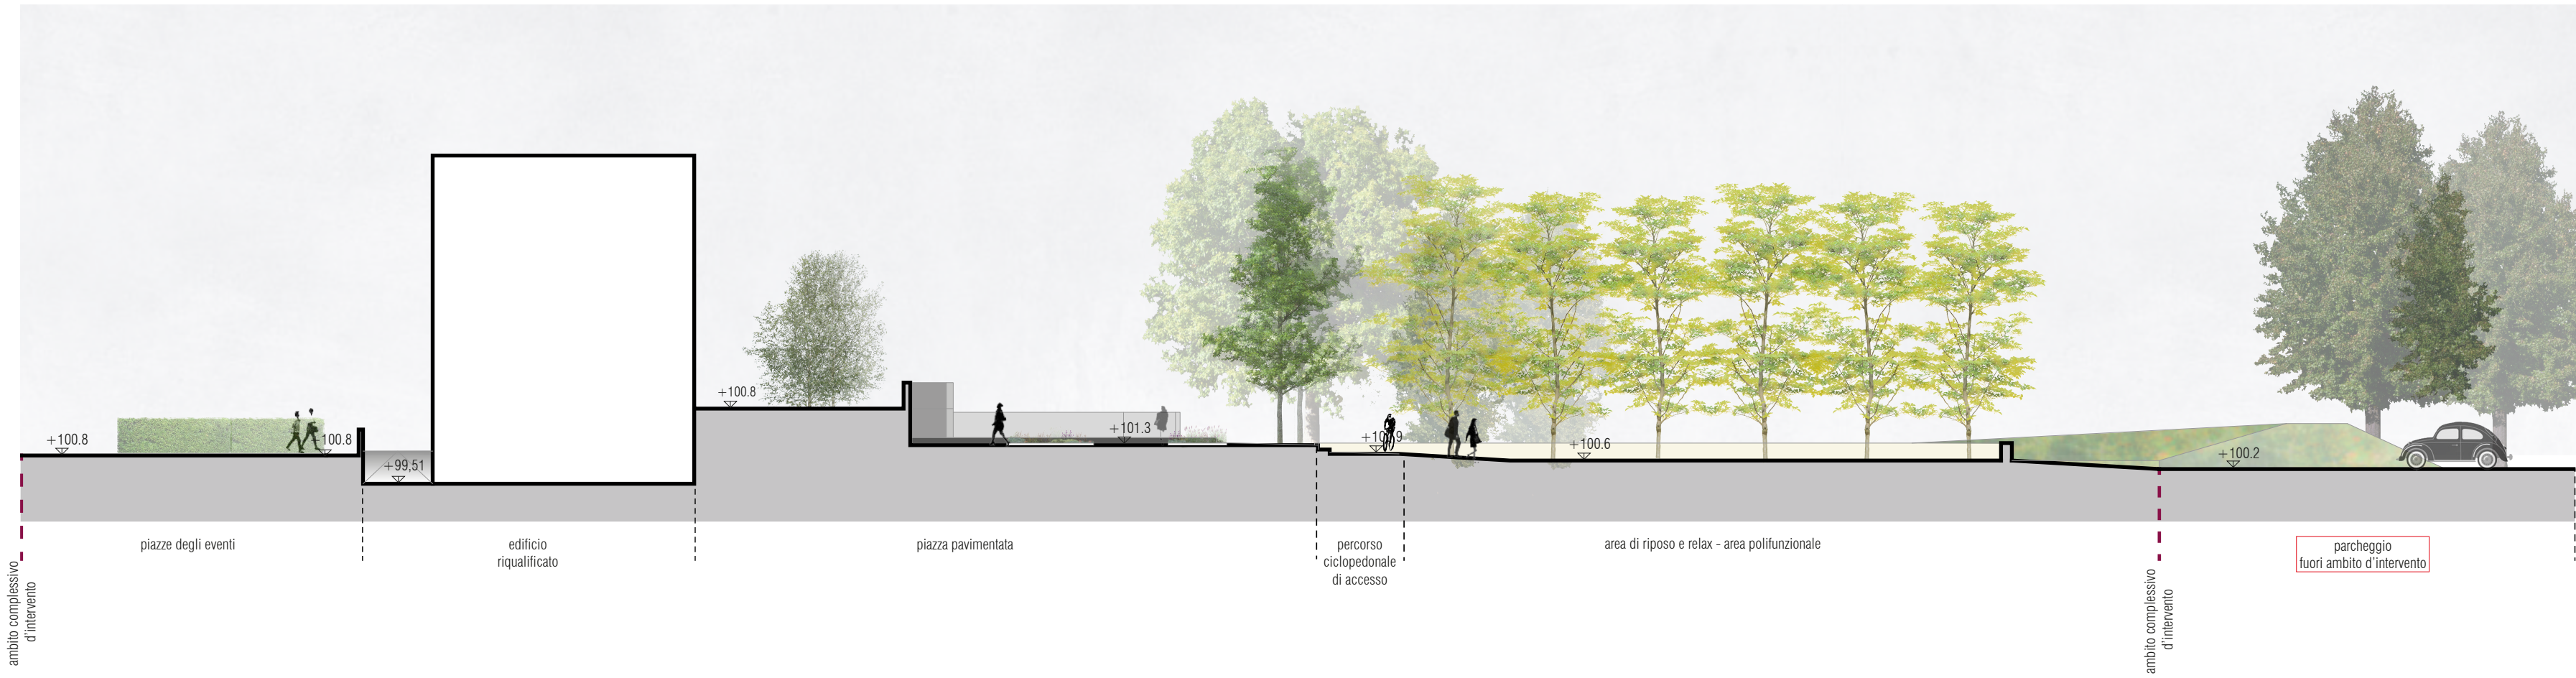 +100.8
+100.8
+99,51
+100.8
+101.3
+100.6
+100.2
piazze degli eventi
edificio
riqualificato
piazza pavimentata
percorso
ciclopedonale
di accesso
area di riposo e relax - area polifunzionale
parcheggio
fuori ambito d'intervento
ambito complessivo
d'intervento
ambito complessivo
d'intervento